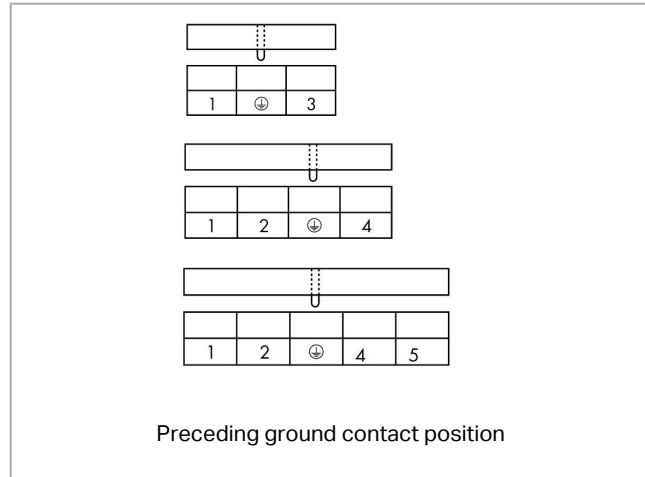 1 ⏚ 3
1 2 ⏚ 4
1 2 ⏚ 4 5
Preceding ground contact position